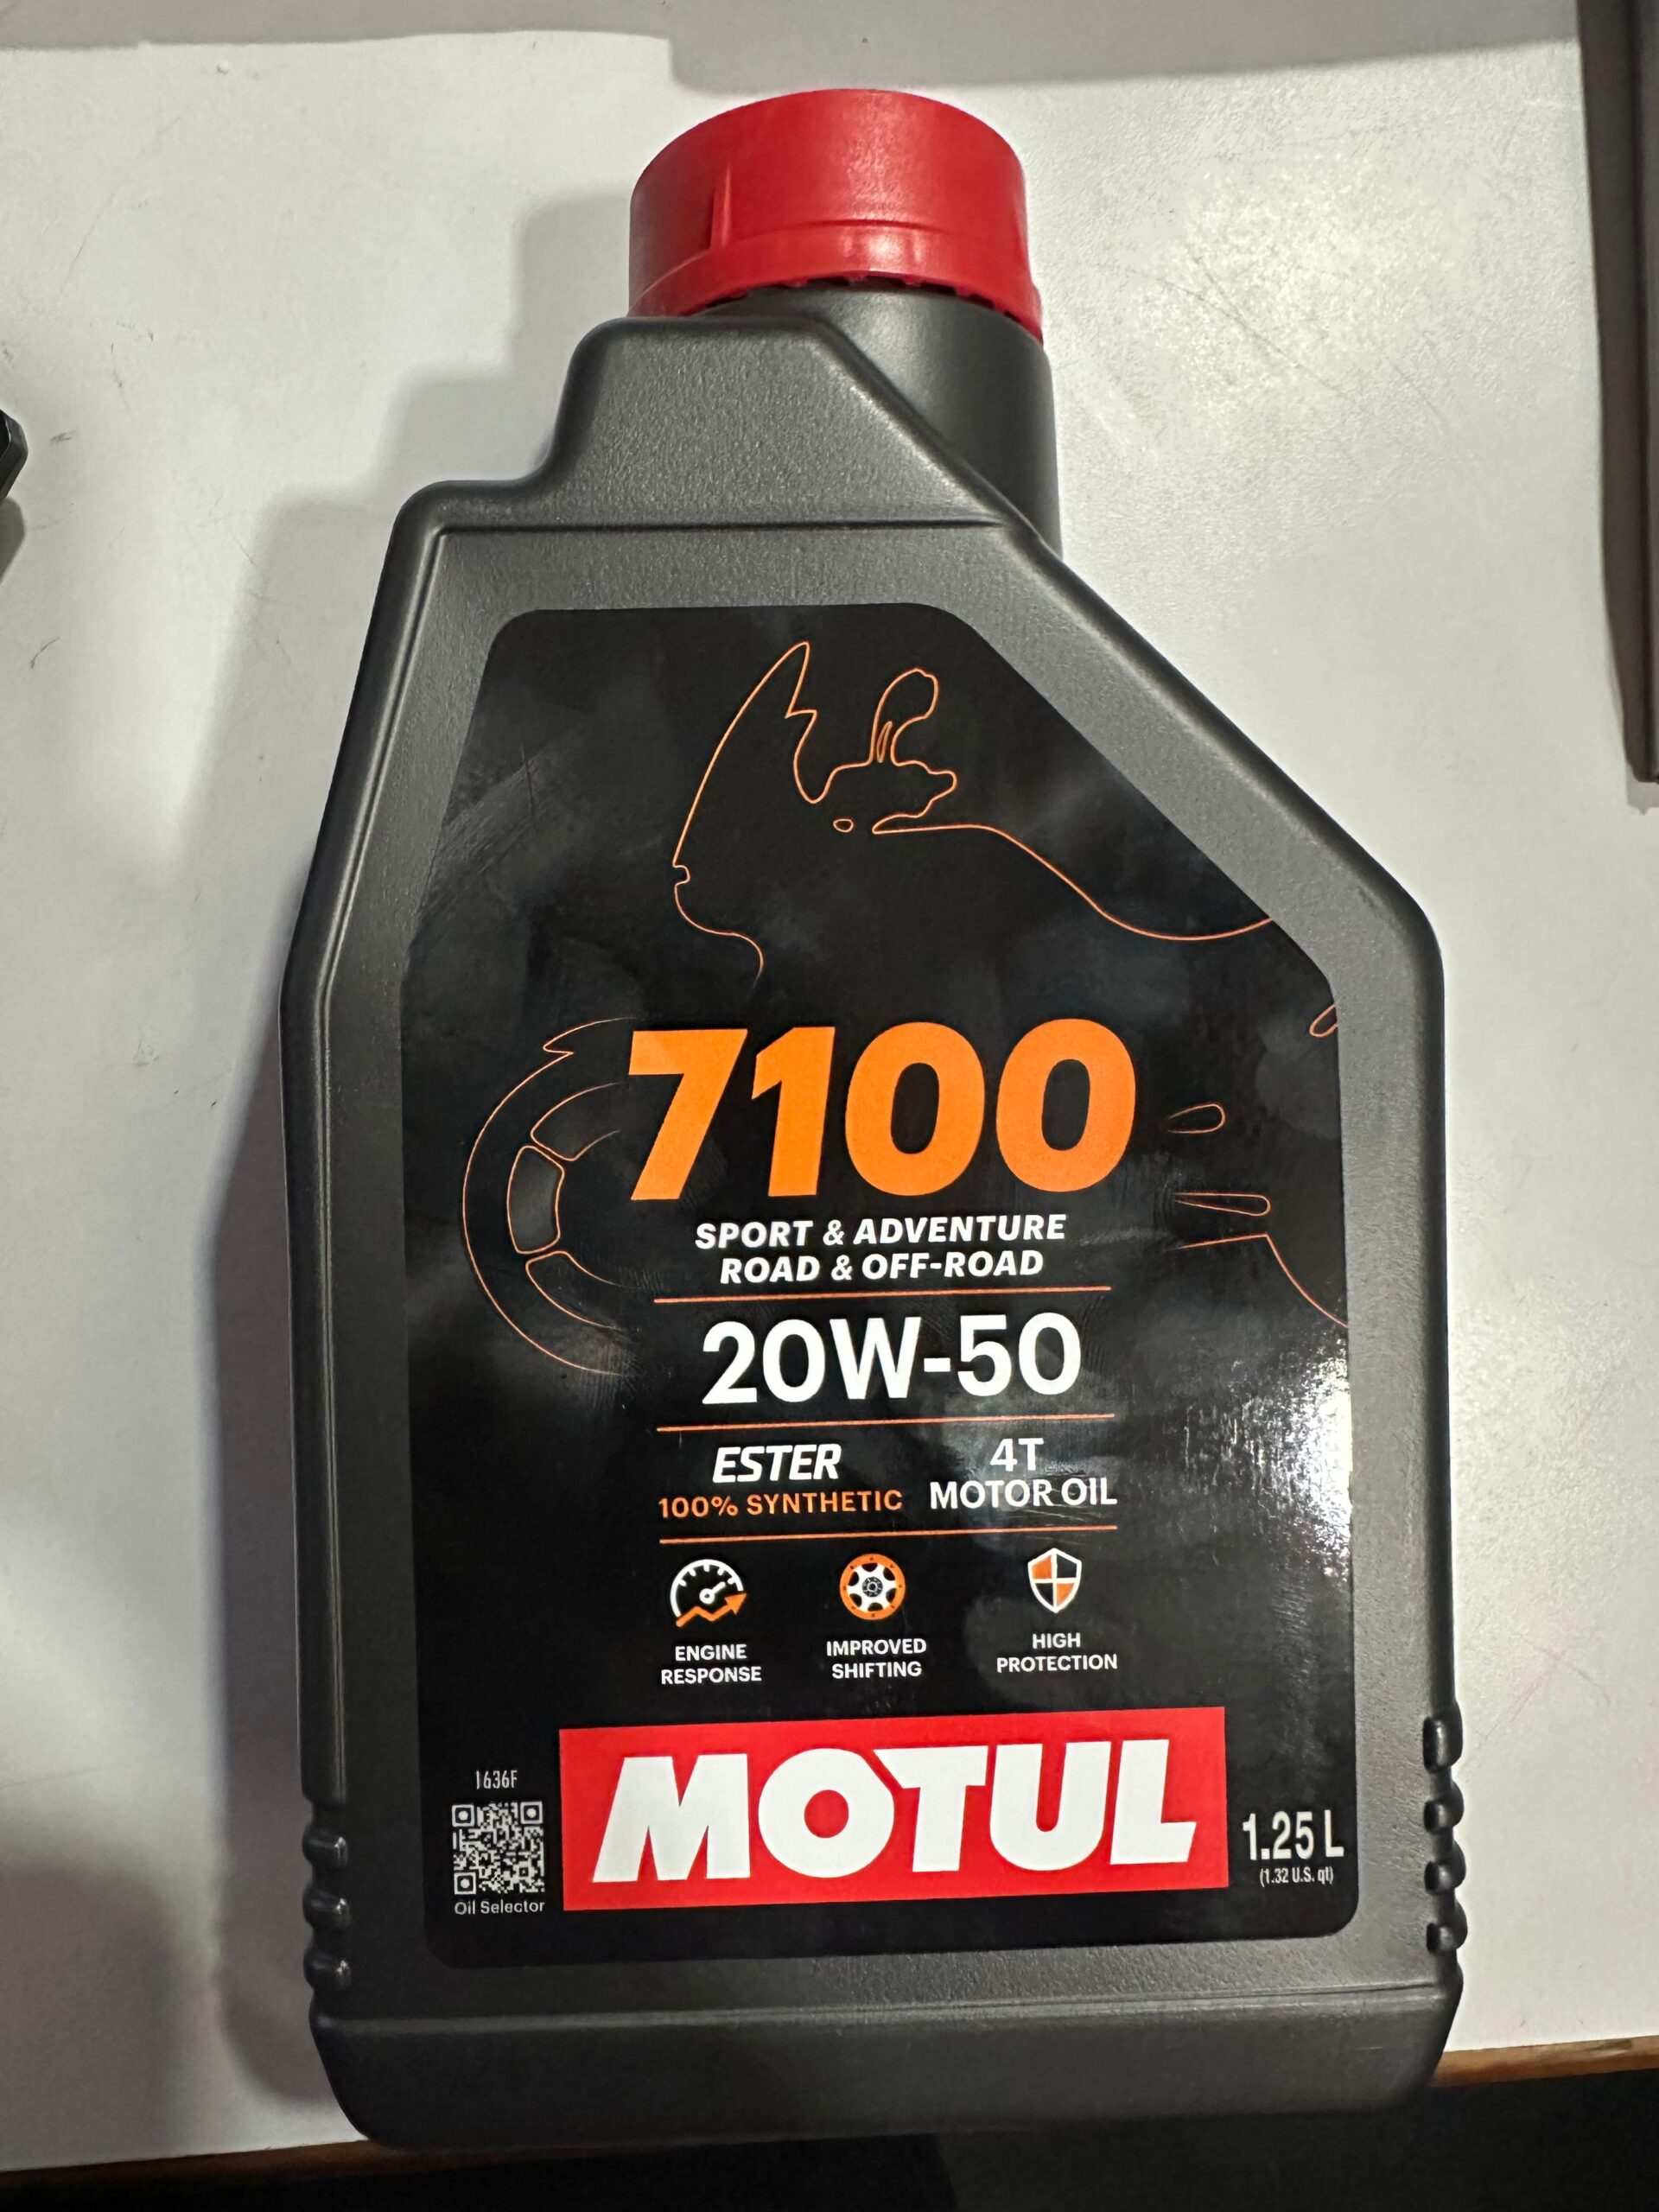 7100
SPORT & ADVENTURE
ROAD & OFF-ROAD
20W-50
ESTER
100% SYNTHETIC
4T
MOTOR OIL
ENGINE
RESPONSE
IMPROVED
SHIFTING
HIGH
PROTECTION
1636F
Oil Selector
MOTUL
1.25 L
(1.32 U.S. qt)